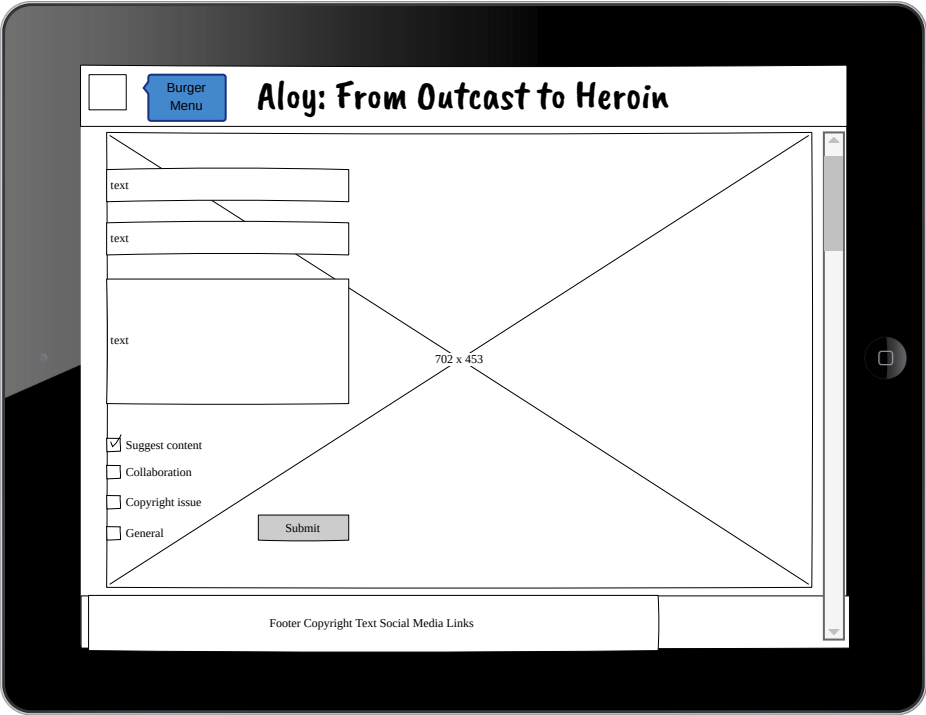 Burger
Menu
Aloy: From Outcast to Heroin
text
text
text
702 x 453
Suggest content
Collaboration
Copyright issue
General
Submit
Footer Copyright Text Social Media Links